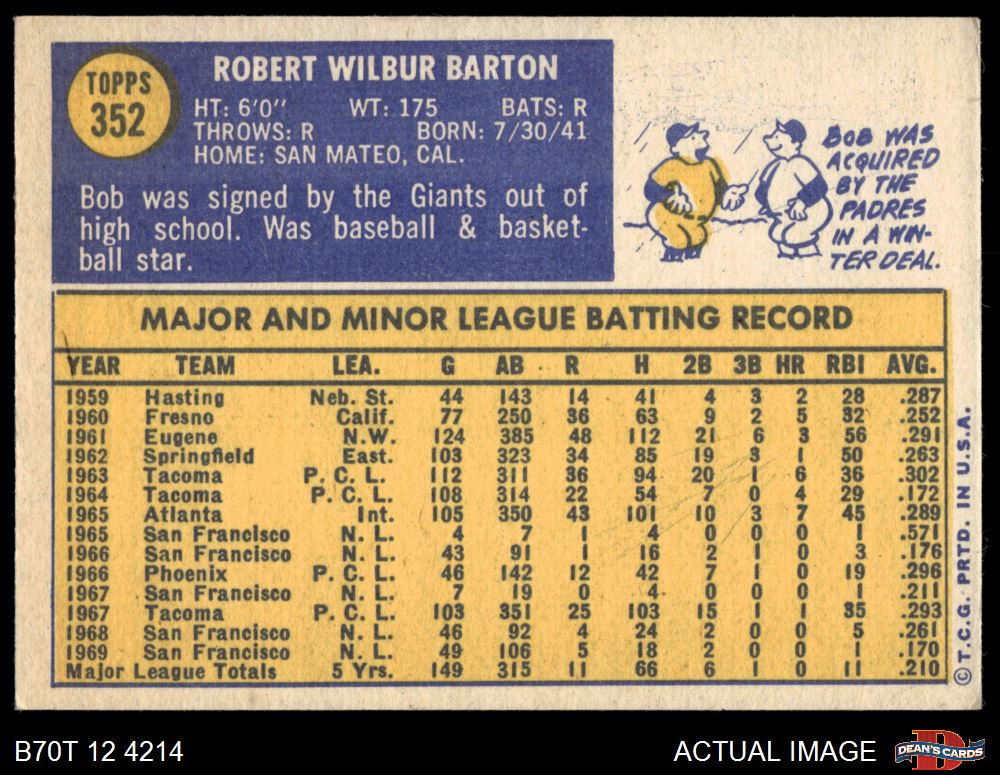 TOPPS
352
ROBERT WILBUR BARTON
HT: 6'0" WT: 175 BATS: R
THROWS: R BORN: 7/30/41
HOME: SAN MATEO, CAL.
Bob was signed by the Giants out of
high school. Was baseball & basket-
ball star.
BOB WAS
ACQUIRED
BY THE
PADRES
IN A WIN-
TER DEAL.
MAJOR AND MINOR LEAGUE BATTING RECORD
YEAR TEAM LEA. G AB R H 2B 3B HR RBI AVG.
1959 Hasting Neb. St. 44 143 14 41 4 3 2 28 .287
1960 Fresno Calif. 77 250 36 63 9 2 5 32 .252
1961 Eugene N.W. 124 385 48 112 21 6 3 56 .291
1962 Springfield East. 103 323 34 85 19 3 1 50 .263
1963 Tacoma P. C. L. 112 311 36 94 20 1 6 36 .302
1964 Tacoma P. C. L. 108 314 22 54 7 0 4 29 .172
1965 Atlanta Int. 105 350 43 101 10 3 7 45 .289
1965 San Francisco N. L. 4 7 1 4 0 0 0 1 .571
1966 San Francisco N. L. 43 91 1 16 2 1 0 3 .176
1966 Phoenix P. C. L. 46 142 12 42 7 1 0 19 .296
1967 San Francisco N. L. 7 19 0 4 0 0 0 1 .211
1967 Tacoma P. C. L. 103 351 25 103 15 1 1 35 .293
1968 San Francisco N. L. 46 92 4 24 2 0 0 5 .261
1969 San Francisco N. L. 49 106 5 18 2 0 0 1 .170
Major League Totals 5 Yrs. 149 315 11 66 6 1 0 11 .210
©T.C.G. PRTD. IN U.S.A.
B70T 12 4214
ACTUAL IMAGE
D
DEAN'S CARDS